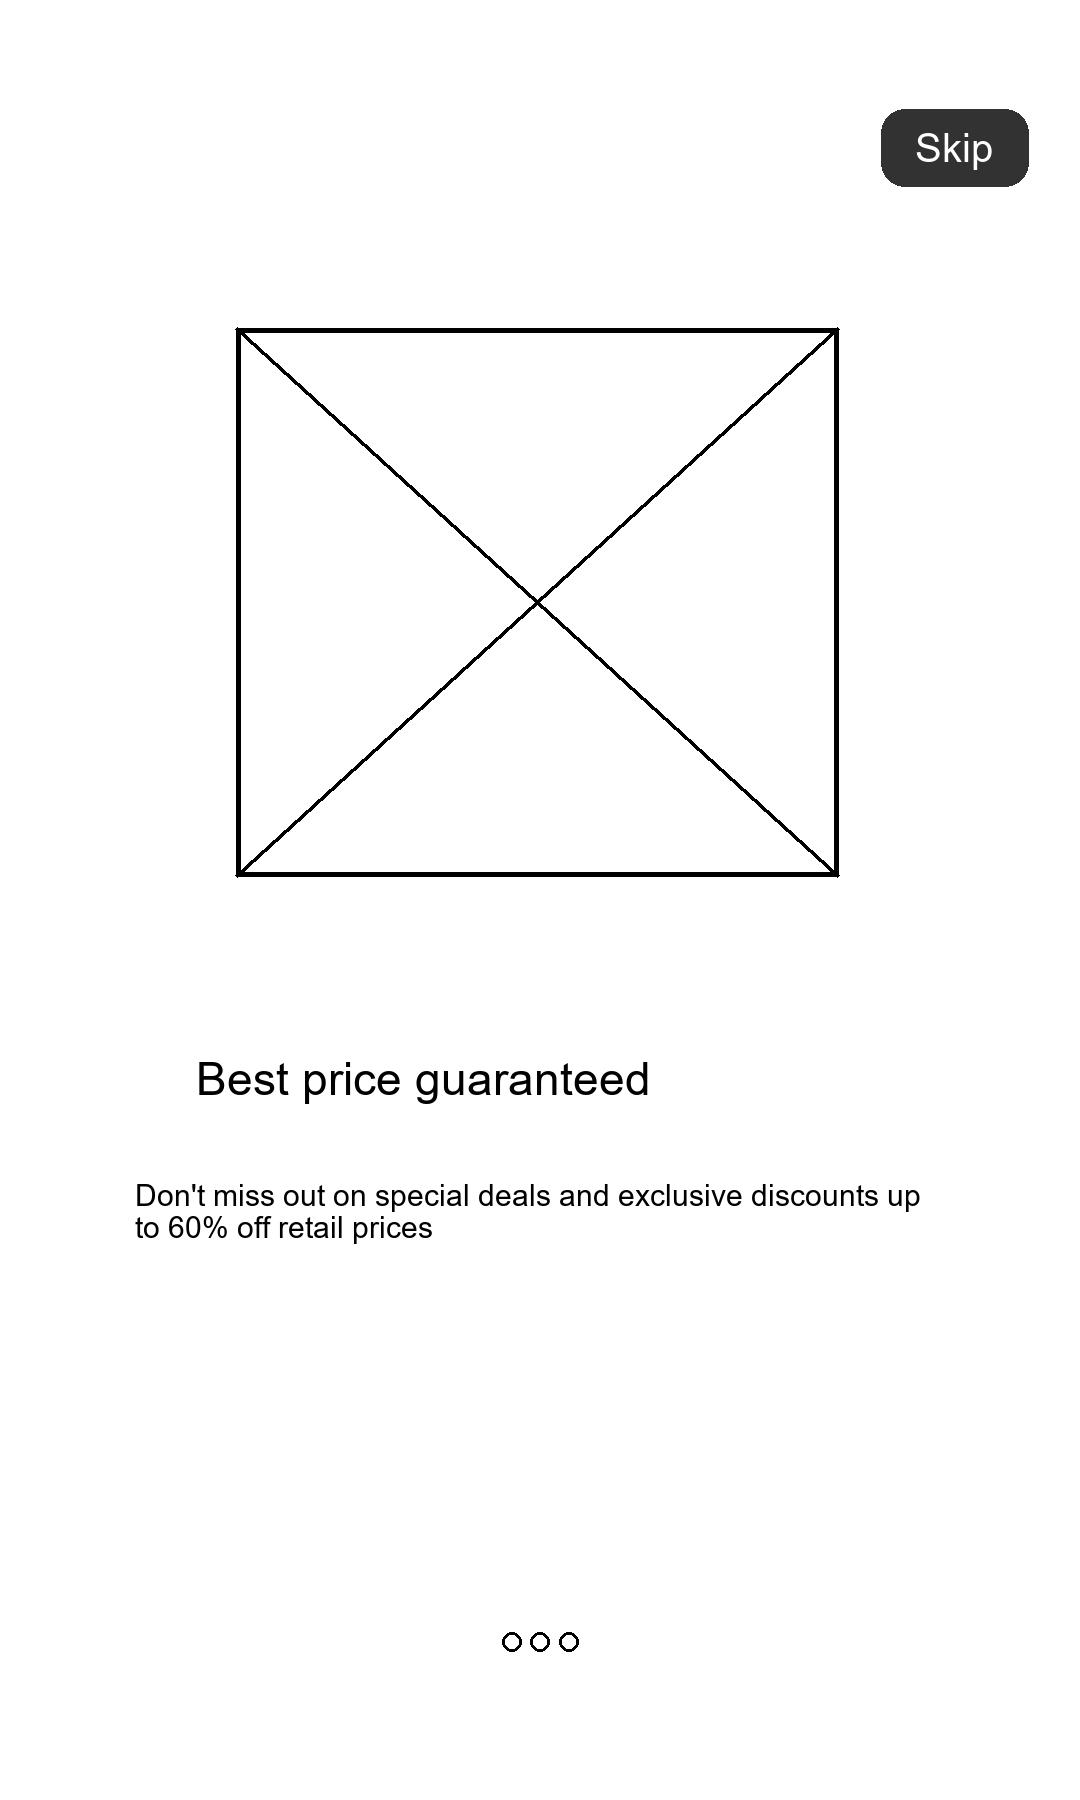 Skip
Best price guaranteed
Don't miss out on special deals and exclusive discounts up
to 60% off retail prices